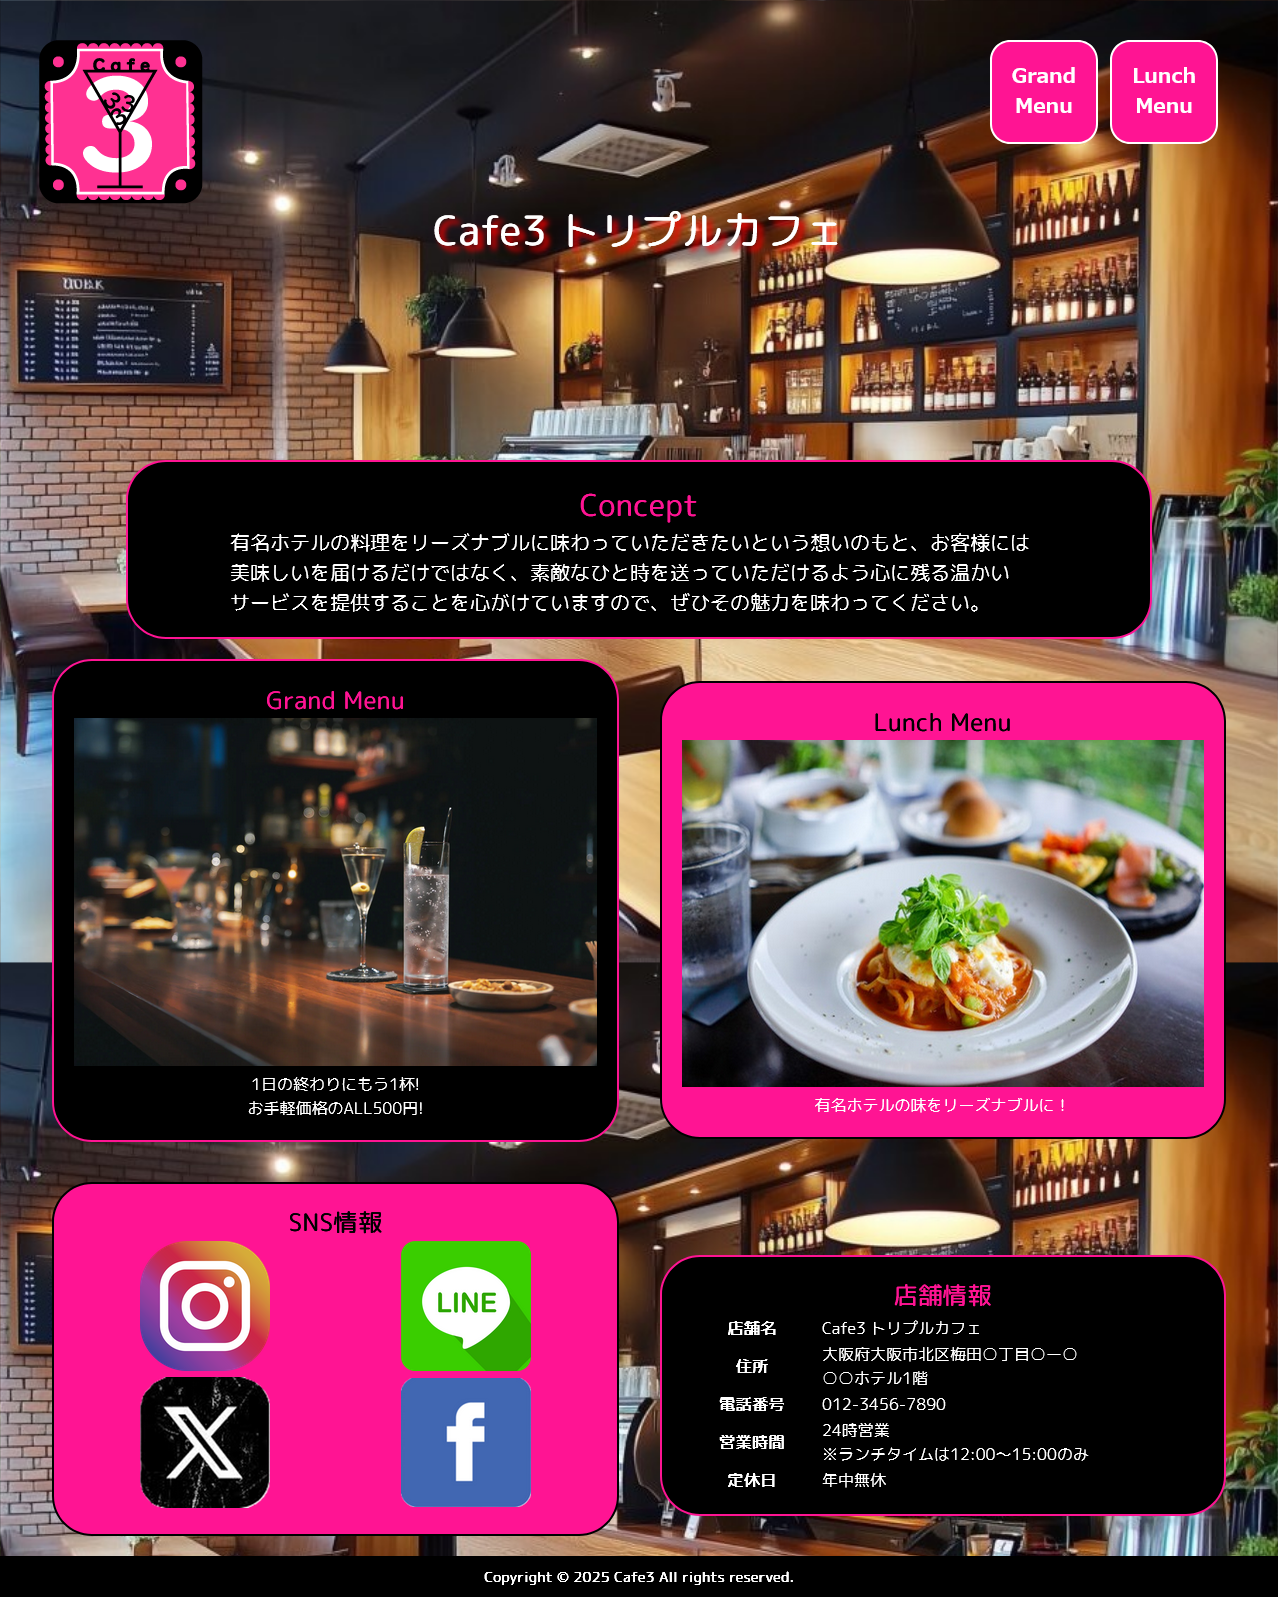 Cafe
3
333
Grand
Menu
Lunch
Menu
Cafe3 トリプルカフェ
Concept
有名ホテルの料理をリーズナブルに味わっていただきたいという想いのもと、お客様には
美味しいを届けるだけではなく、素敵なひと時を送っていただけるよう心に残る温かい
サービスを提供することを心がけていますので、ぜひその魅力を味わってください。
Grand Menu
Lunch Menu
1日の終わりにもう1杯!
お手軽価格のALL500円!
有名ホテルの味をリーズナブルに！
SNS情報
LINE
店舗情報
店舗名 Cafe3 トリプルカフェ
住所 大阪府大阪市北区梅田○丁目○ー○
○○ホテル1階
電話番号 012-3456-7890
営業時間 24時営業
※ランチタイムは12:00～15:00のみ
定休日 年中無休
Copyright © 2025 Cafe3 All rights reserved.